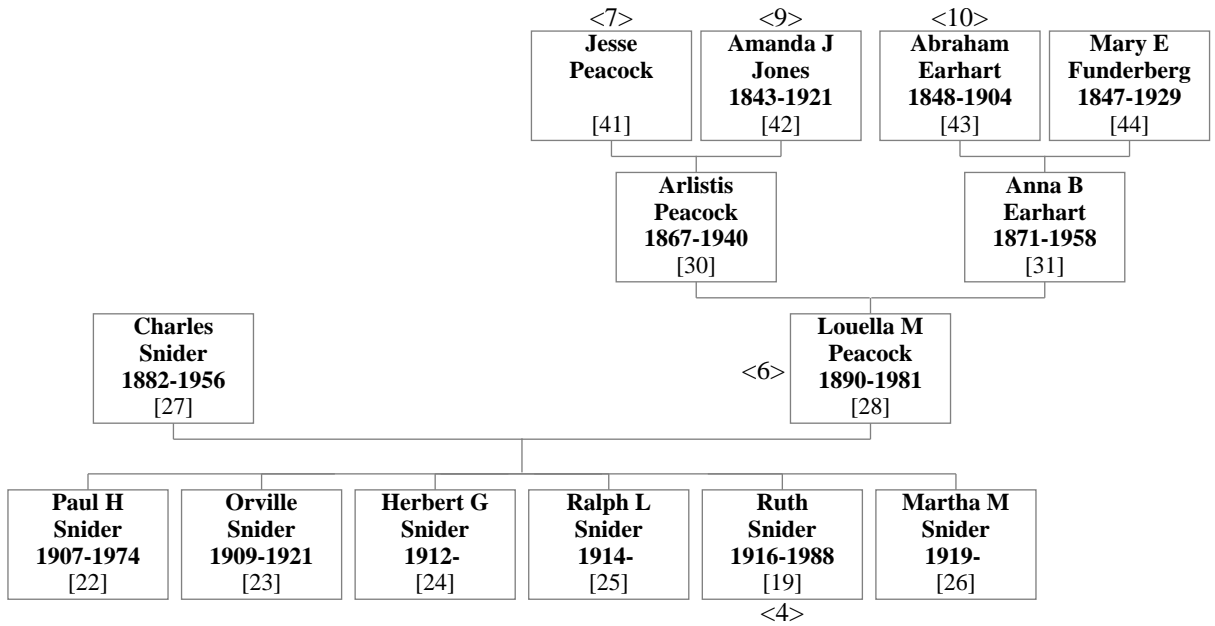 <7>
<9>
<10>
Jesse
Peacock
[41]
Amanda J
Jones
1843-1921
[42]
Abraham
Earhart
1848-1904
[43]
Mary E
Funderberg
1847-1929
[44]
Arlistis
Peacock
1867-1940
[30]
Anna B
Earhart
1871-1958
[31]
Charles
Snider
1882-1956
[27]
<6>
Louella M
Peacock
1890-1981
[28]
Paul H
Snider
1907-1974
[22]
Orville
Snider
1909-1921
[23]
Herbert G
Snider
1912-
[24]
Ralph L
Snider
1914-
[25]
Ruth
Snider
1916-1988
[19]
<4>
Martha M
Snider
1919-
[26]